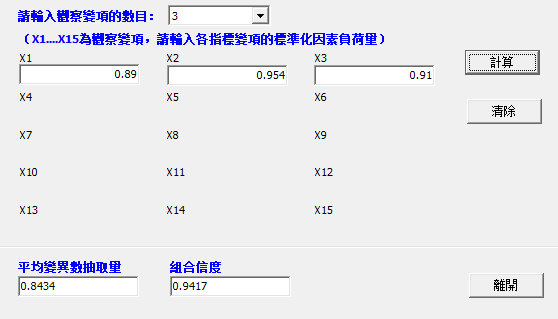 請輸入觀察變項的數目： 3
（X1....X15為觀察變項，請輸入各指標變項的標準化因素負荷量）
X1 X2 X3
0.89 0.954 0.91 計算
X4 X5 X6
清除
X7 X8 X9
X10 X11 X12
X13 X14 X15
平均變異數抽取量 組合信度
0.8434 0.9417 離開